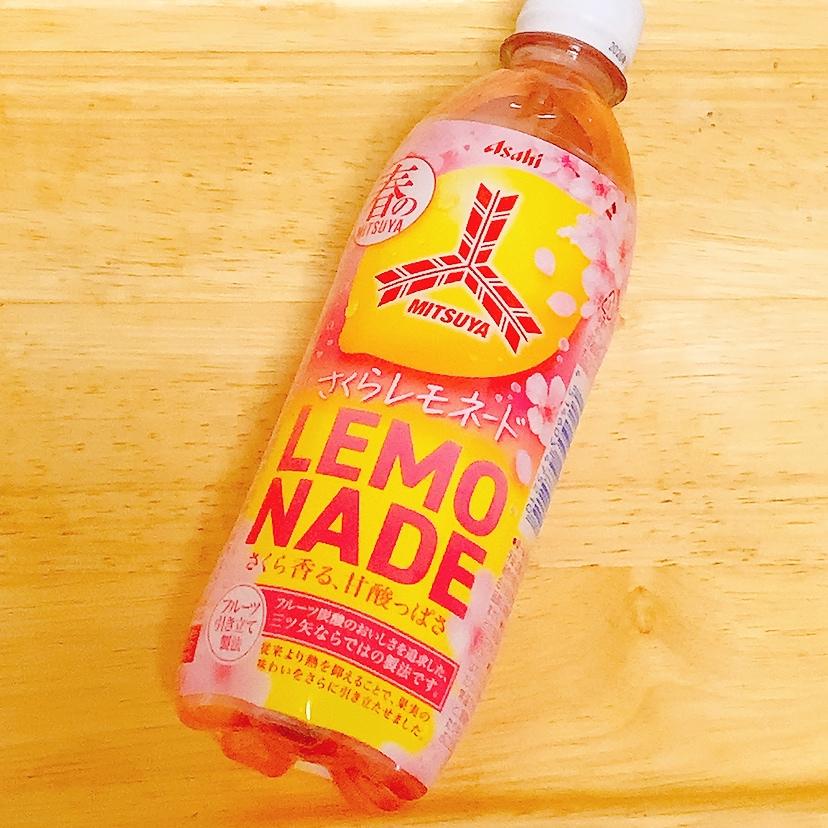 Asahi
春の
MITSUYA
MITSUYA
さくらレモネード
LEMO
NADE
さくら香る、甘酸っぱさ
フルーツ
引き立て
製法
フルーツ炭酸のおいしさを追求した、
三ツ矢ならではの製法です。
従来より熱を抑えることで、果実の
味わいをさらに引き立たせました。